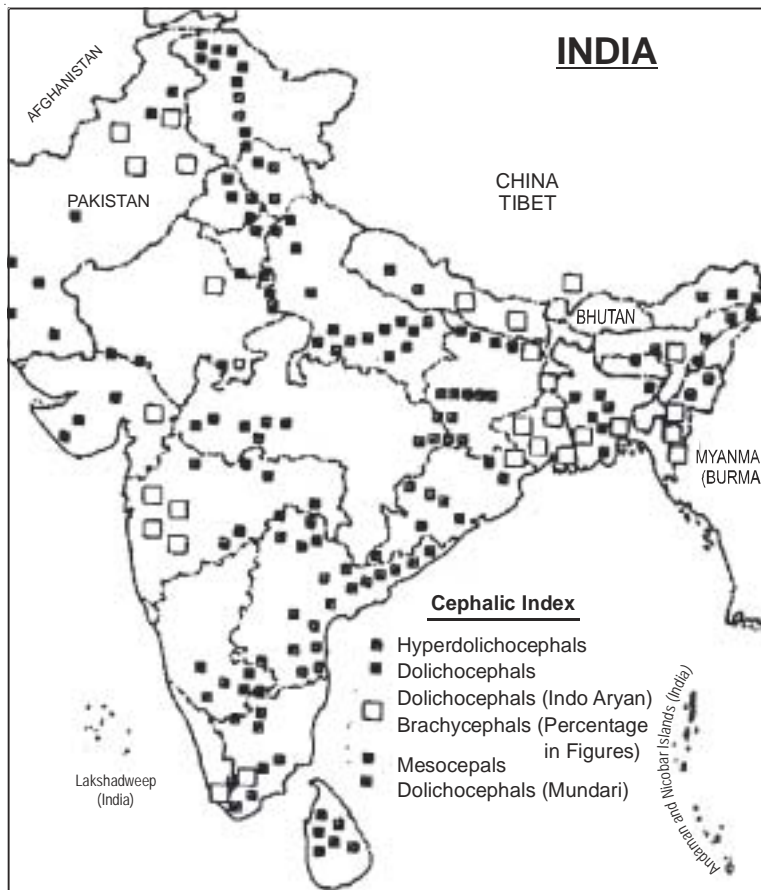 INDIA
AFGHANISTAN
CHINA
TIBET
PAKISTAN
BHUTAN
MYANMA
(BURMA
Cephalic Index
Hyperdolichocephals
Dolichocephals
Dolichocephals (Indo Aryan)
Brachycephals (Percentage
in Figures)
Mesocepals
Dolichocephals (Mundari)
Lakshadweep
(India)
Andaman and Nicobar Islands (India)